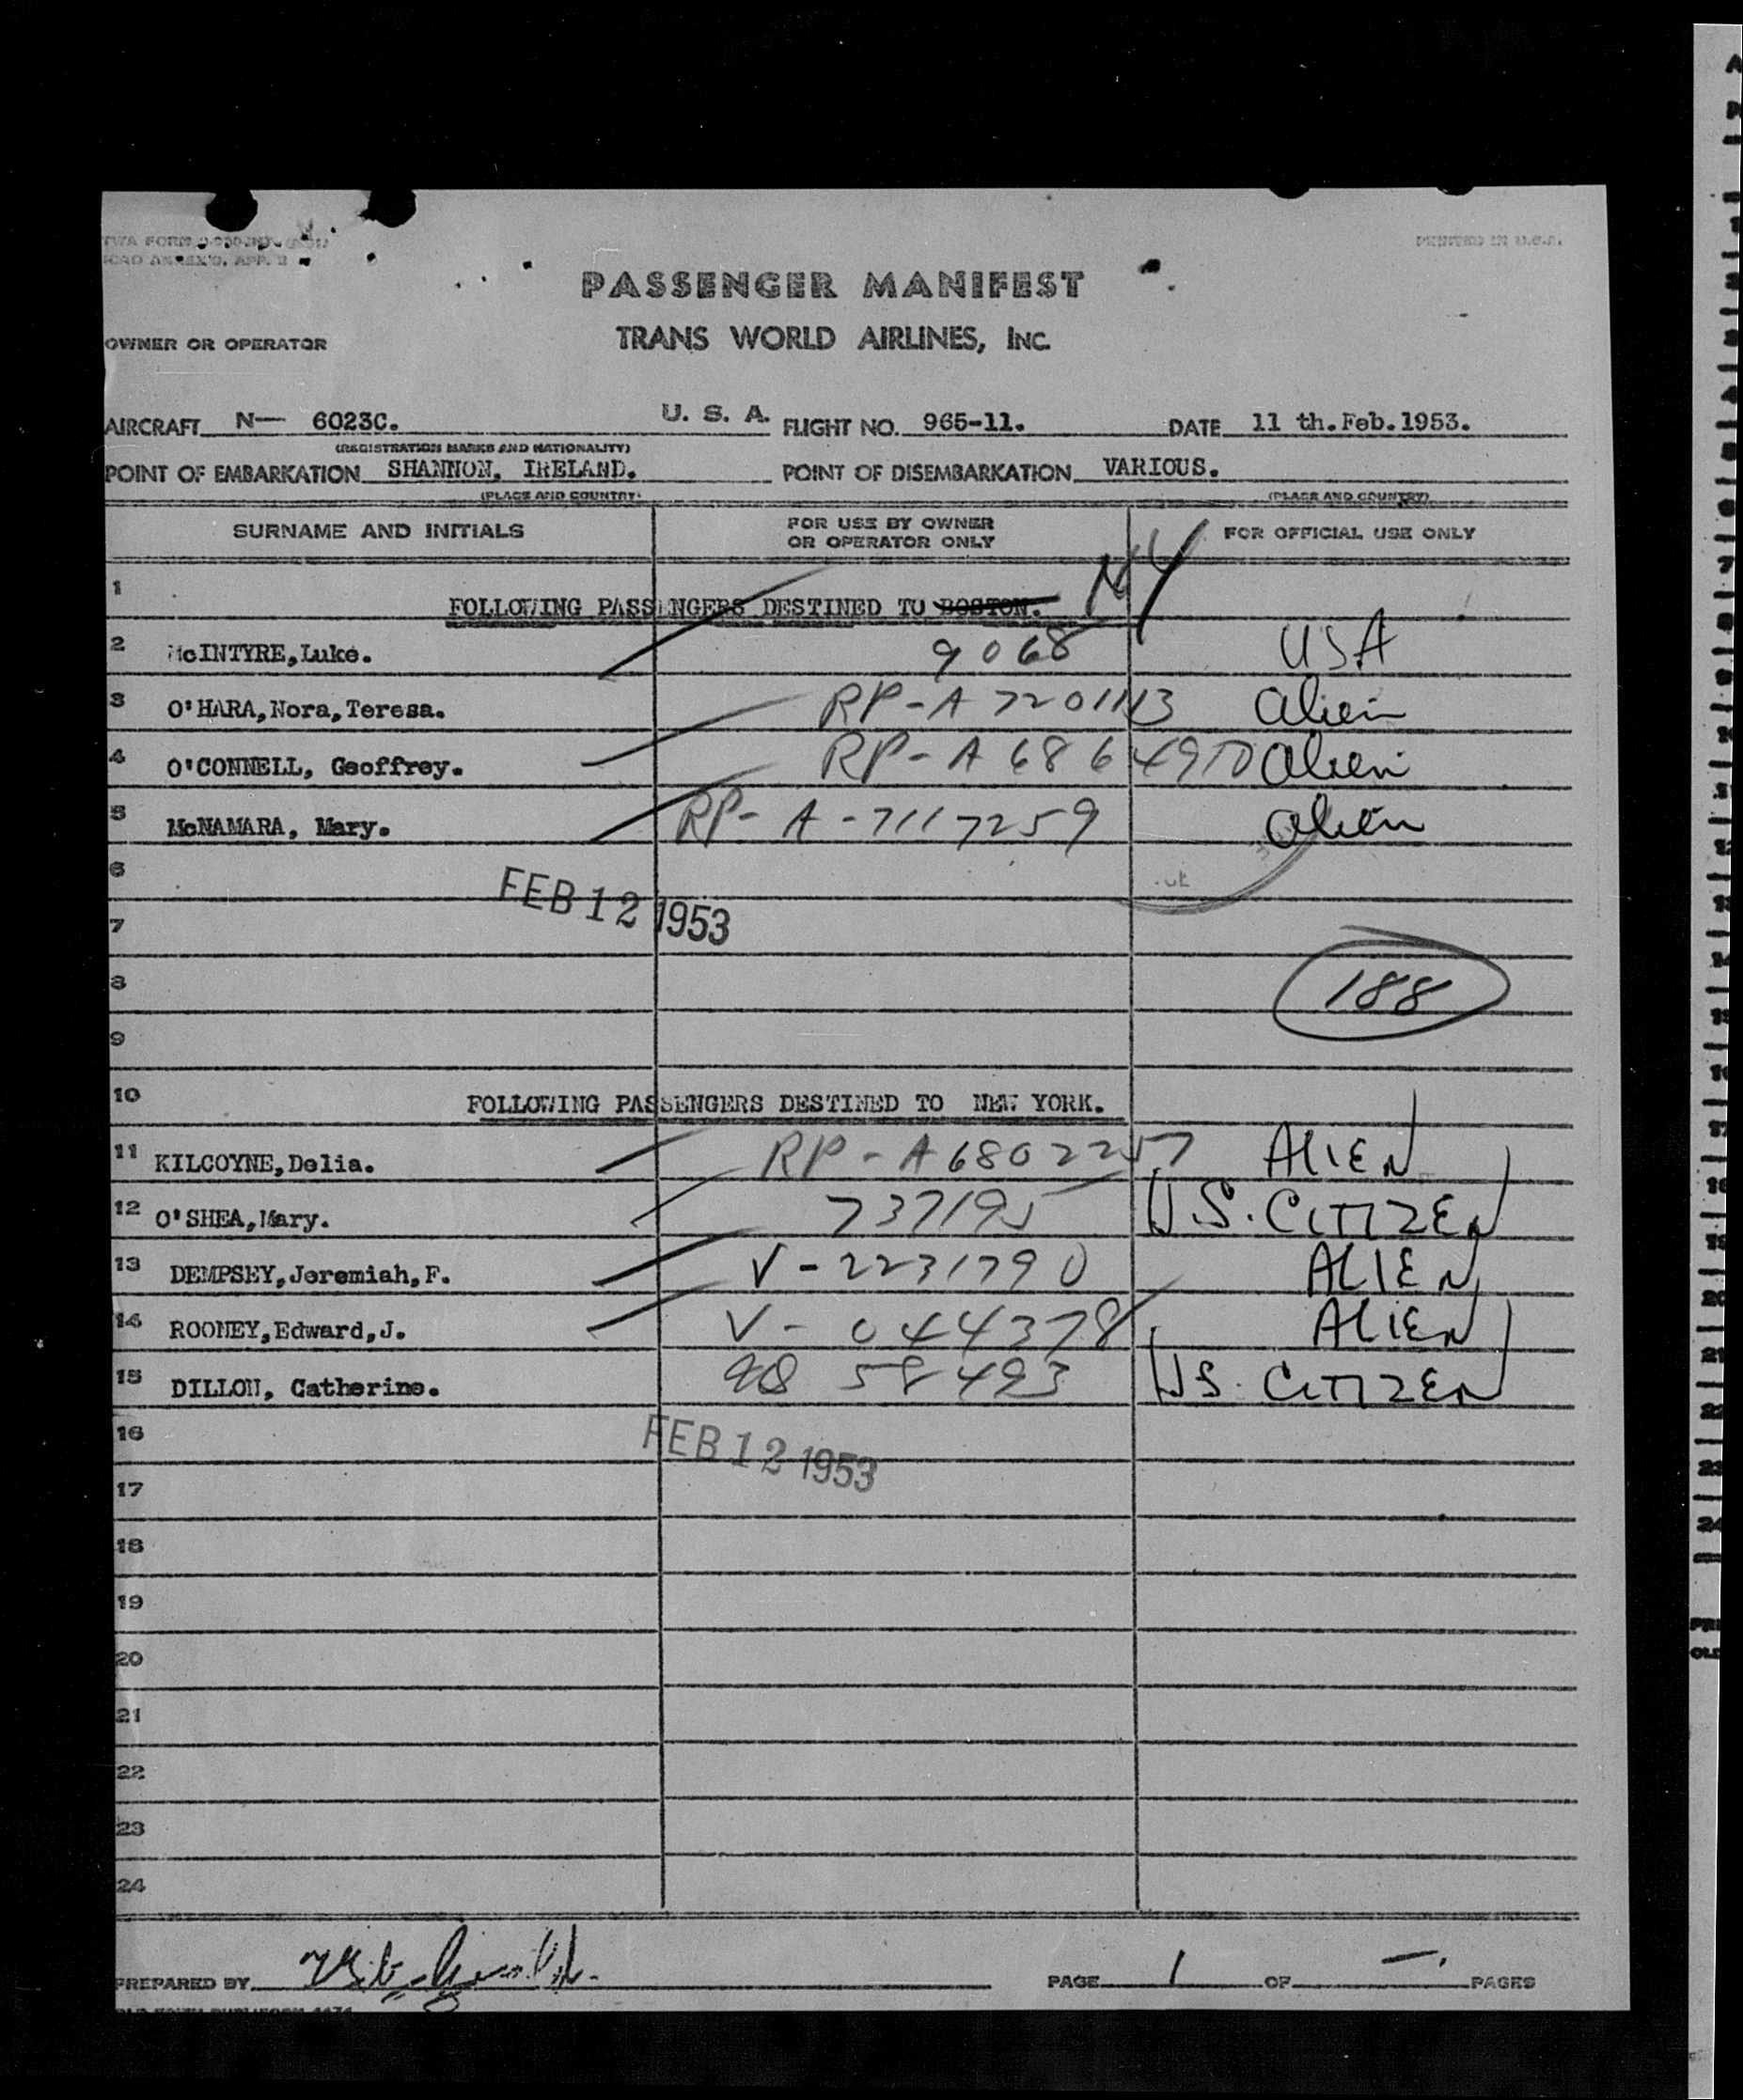 PRINTED IN U.S.A.
PASSENGER MANIFEST
OWNER OR OPERATOR TRANS WORLD AIRLINES, INC.
AIRCRAFT N— 6023C. U. S. A. FLIGHT NO. 965-11. DATE 11 th.Feb.1953.
(REGISTRATION MARKS AND NATIONALITY)
POINT OF EMBARKATION SHANNON, IRELAND. POINT OF DISEMBARKATION VARIOUS.
(PLACE AND COUNTRY) (PLACE AND COUNTRY)
SURNAME AND INITIALS FOR USE BY OWNER OR OPERATOR ONLY FOR OFFICIAL USE ONLY
1 FOLLOWING PASSENGERS DESTINED TO BOSTON. NY
2 McINTYRE,Luke. 9068 USA
3 O'HARA,Nora,Teresa. RP-A 7201113 alien
4 O'CONNELL, Geoffrey. RP-A 6864970 alien
5 McNAMARA, Mary. RP-A-7117259 alien
6
FEB 12 1953
7
8 188
9
10 FOLLOWING PASSENGERS DESTINED TO NEW YORK.
11 KILCOYNE,Delia. RP-A6802257 ALIEN
12 O'SHEA,Mary. 737195 U.S. CITIZEN
13 DEMPSEY,Jeremiah,F. V-2231790 ALIEN
14 ROONEY,Edward,J. V-044378 ALIEN
15 DILLON, Catherine. 58493 US. CITIZEN
16
FEB 12 1953
17
18
19
20
21
22
23
24
PREPARED BY PAGE 1 OF —. PAGES